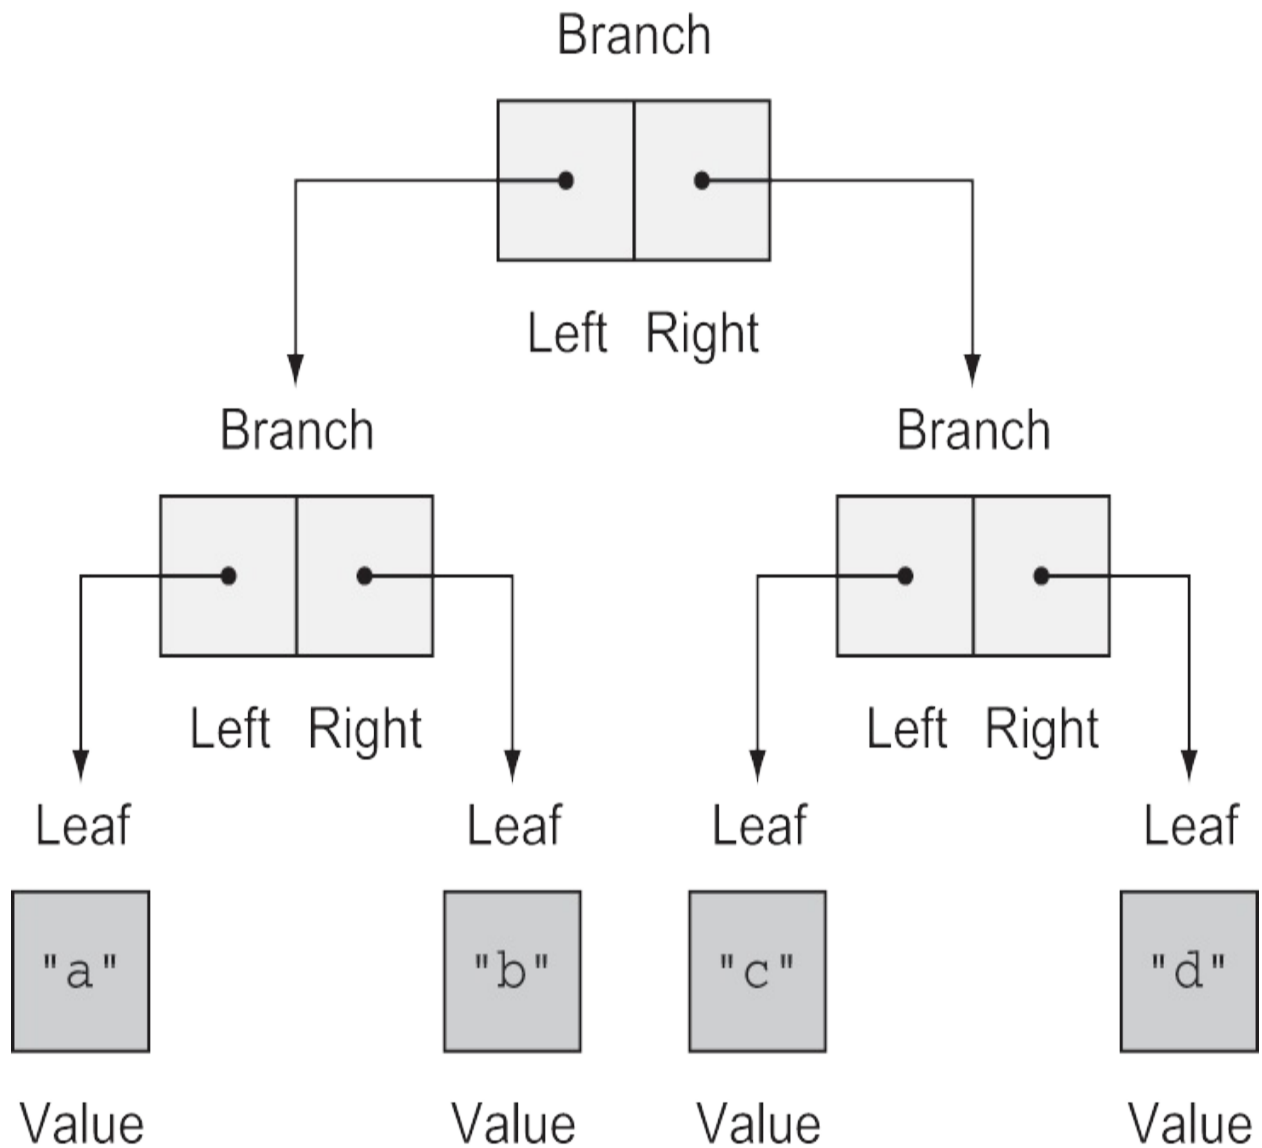 Branch
Left Right
Branch Branch
Left Right Left Right
Leaf Leaf Leaf Leaf
"a" "b" "c" "d"
Value Value Value Value